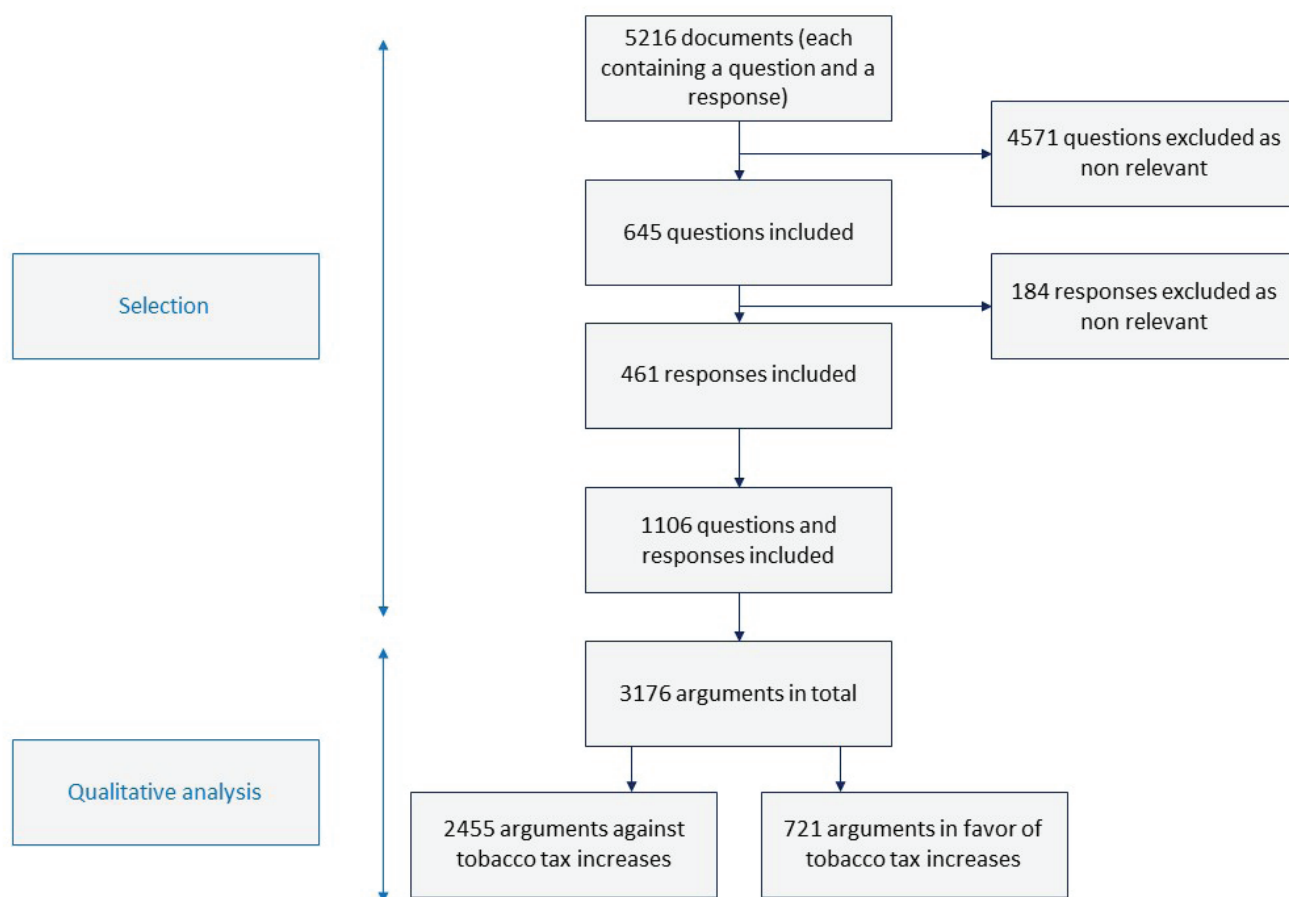 5216 documents (each
containing a question and a
response)
4571 questions excluded as
non relevant
645 questions included
Selection
184 responses excluded as
non relevant
461 responses included
1106 questions and
responses included
3176 arguments in total
Qualitative analysis
2455 arguments against
tobacco tax increases
721 arguments in favor of
tobacco tax increases